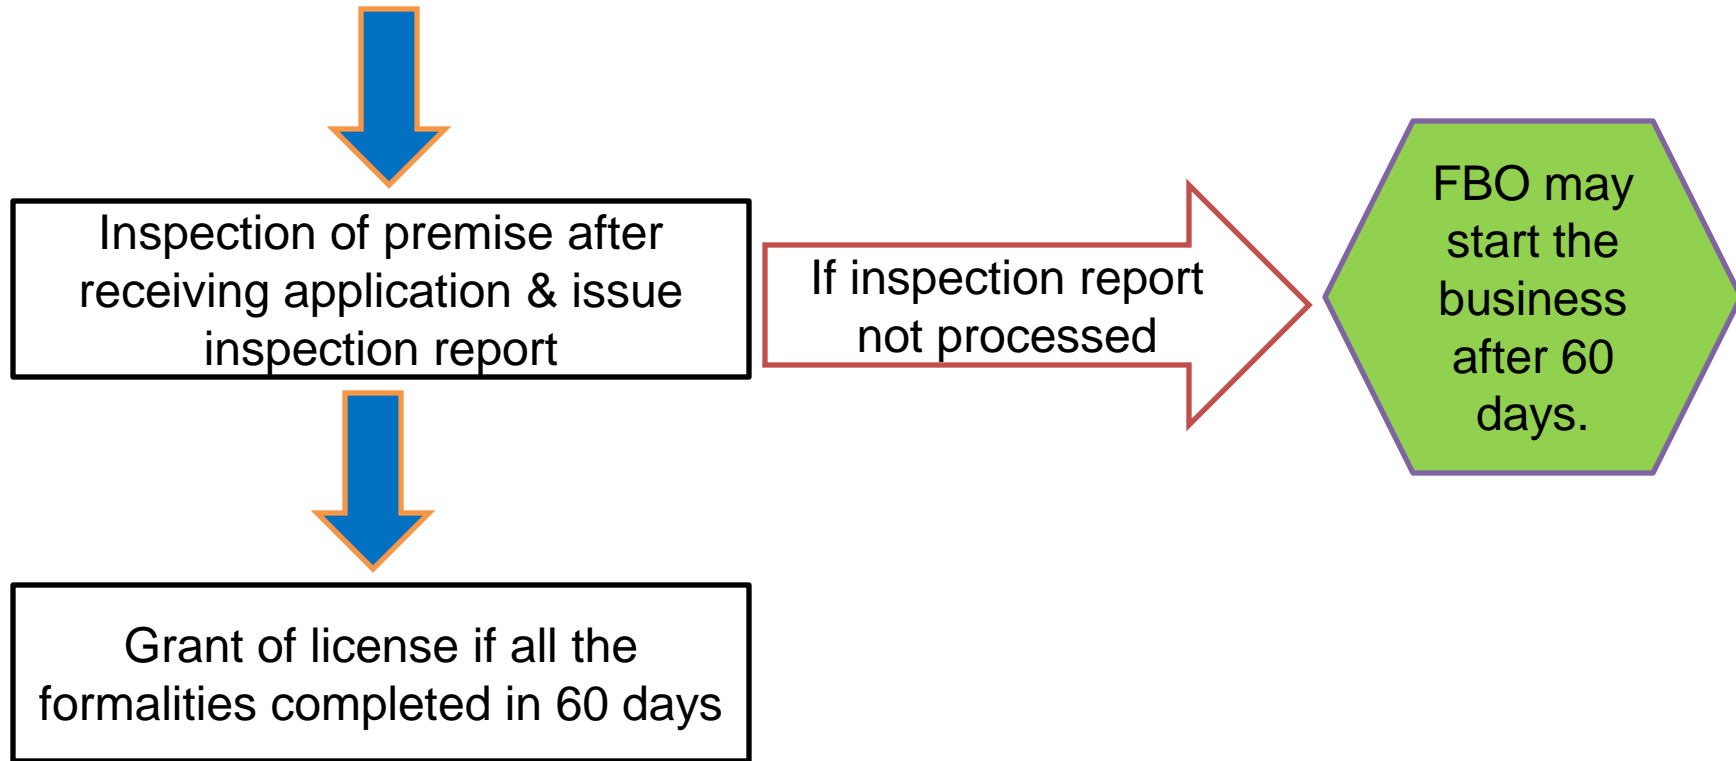 Inspection of premise after
receiving application & issue
inspection report
If inspection report
not processed
FBO may
start the
business
after 60
days.
Grant of license if all the
formalities completed in 60 days